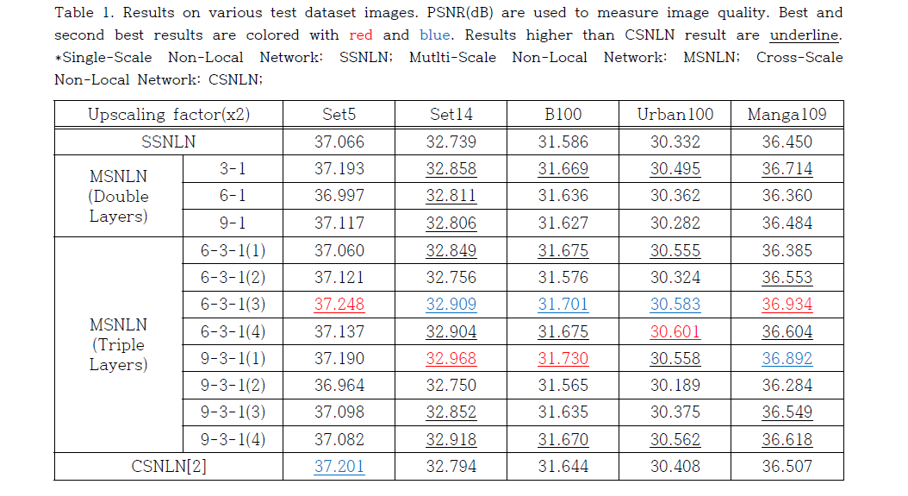 Table 1. Results on various test dataset images. PSNR(dB) are used to measure image quality. Best and
second best results are colored with red and blue. Results higher than CSNLN result are underline.
*Single-Scale Non-Local Network: SSNLN; Mutlti-Scale Non-Local Network: MSNLN; Cross-Scale
Non-Local Network: CSNLN;
Upscaling factor(x2) Set5 Set14 B100 Urban100 Manga109
SSNLN 37.066 32.739 31.586 30.332 36.450
MSNLN
(Double
Layers)
3-1 37.193 32.858 31.669 30.495 36.714
6-1 36.997 32.811 31.636 30.362 36.360
9-1 37.117 32.806 31.627 30.282 36.484
MSNLN
(Triple
Layers)
6-3-1(1) 37.060 32.849 31.675 30.555 36.385
6-3-1(2) 37.121 32.756 31.576 30.324 36.553
6-3-1(3) 37.248 32.909 31.701 30.583 36.934
6-3-1(4) 37.137 32.904 31.675 30.601 36.604
9-3-1(1) 37.190 32.968 31.730 30.558 36.892
9-3-1(2) 36.964 32.750 31.565 30.189 36.284
9-3-1(3) 37.098 32.852 31.635 30.375 36.549
9-3-1(4) 37.082 32.918 31.670 30.562 36.618
CSNLN[2] 37.201 32.794 31.644 30.408 36.507